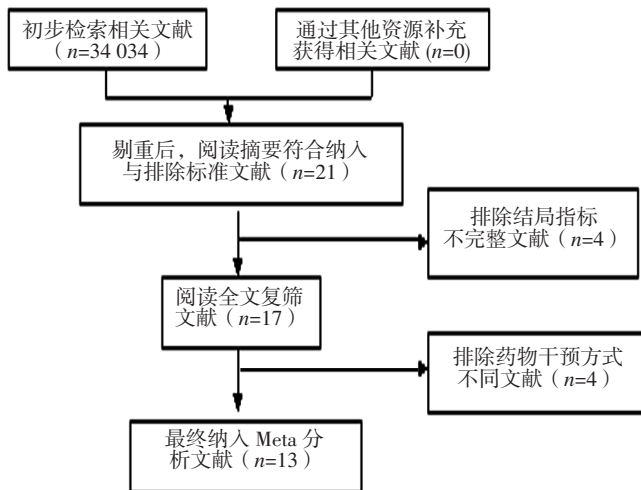 初步检索相关文献
（n=34 034）
通过其他资源补充
获得相关文献 (n=0)
剔重后，阅读摘要符合纳入
与排除标准文献（n=21）
排除结局指标
不完整文献（n=4）
阅读全文复筛
文献（n=17）
排除药物干预方式
不同文献（n=4）
最终纳入 Meta 分
析文献（n=13）